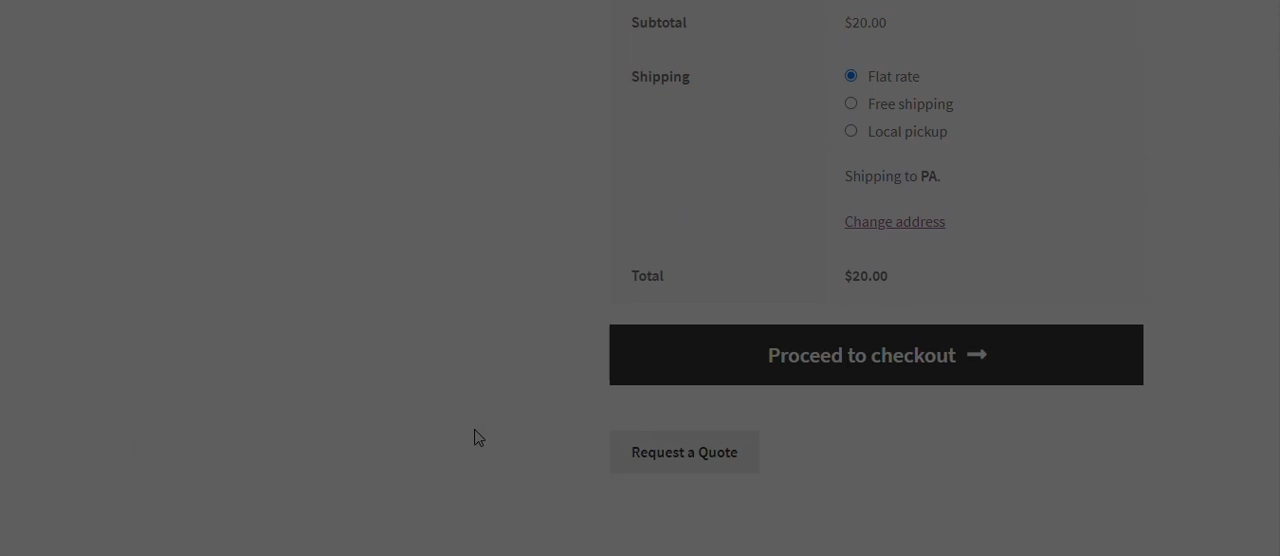 Subtotal $20.00
Shipping Flat rate
Free shipping
Local pickup
Shipping to PA.
Change address
Total $20.00
Proceed to checkout →
Request a Quote